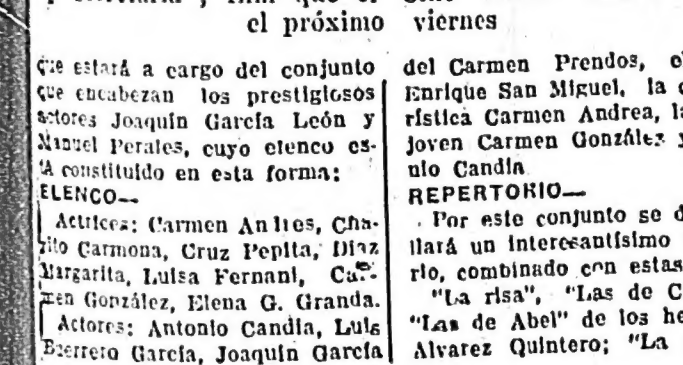 el próximo viernes
que estará a cargo del conjunto
que encabezan los prestigiosos
actores Joaquín García León y
Manuel Perales, cuyo elenco es-
tá constituído en esta forma:
ELENCO—
Actrices: Carmen Andres, Cha-
rito Carmona, Cruz Pepita, Díaz
Margarita, Luisa Fernani, Car-
men González, Elena G. Granda.
Actores: Antonio Candía, Luis
Barrero García, Joaquín García
del Carmen Prendos, el
Enrique San Miguel, la c
rística Carmen Andrea, la
joven Carmen González y
nio Candía
REPERTORIO—
Por este conjunto se d
llará un interesantísimo
rio, combinado con estas
"La risa", "Las de C
"Las de Abel" de los he
Alvarez Quintero; "La